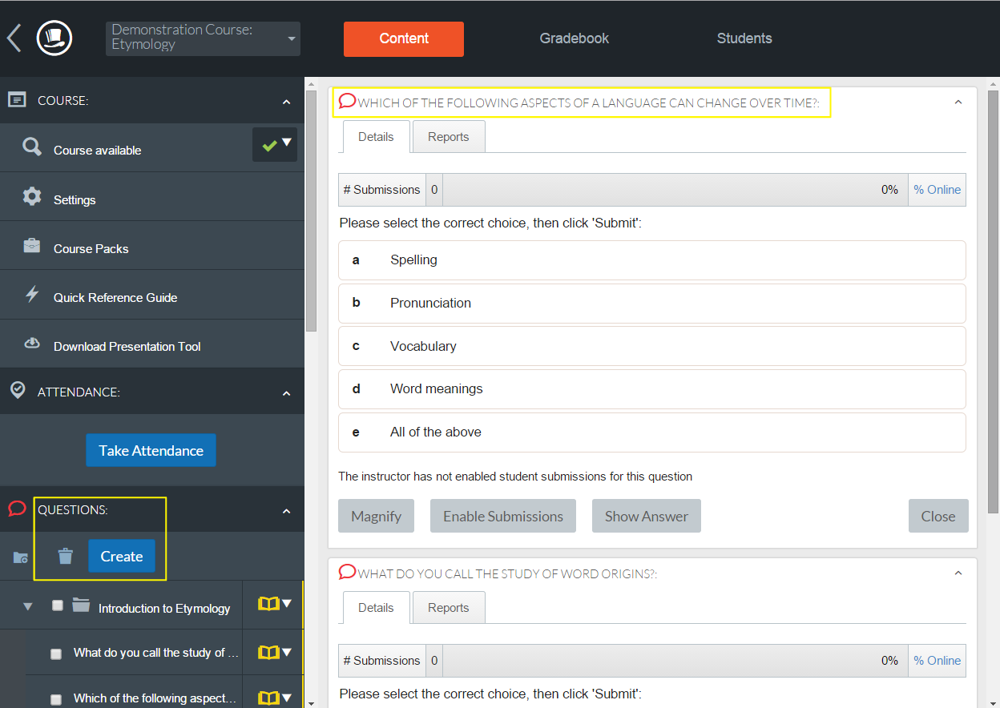 Demonstration Course:
Etymology
Content
Gradebook
Students
COURSE:
Course available
Settings
Course Packs
Quick Reference Guide
Download Presentation Tool
ATTENDANCE:
Take Attendance
QUESTIONS:
Create
Introduction to Etymology
What do you call the study of ...
Which of the following aspect...
WHICH OF THE FOLLOWING ASPECTS OF A LANGUAGE CAN CHANGE OVER TIME?:
Details
Reports
# Submissions 0 0% % Online
Please select the correct choice, then click 'Submit':
a Spelling
b Pronunciation
c Vocabulary
d Word meanings
e All of the above
The instructor has not enabled student submissions for this question
Magnify
Enable Submissions
Show Answer
Close
WHAT DO YOU CALL THE STUDY OF WORD ORIGINS?:
Details
Reports
# Submissions 0 0% % Online
Please select the correct choice, then click 'Submit':